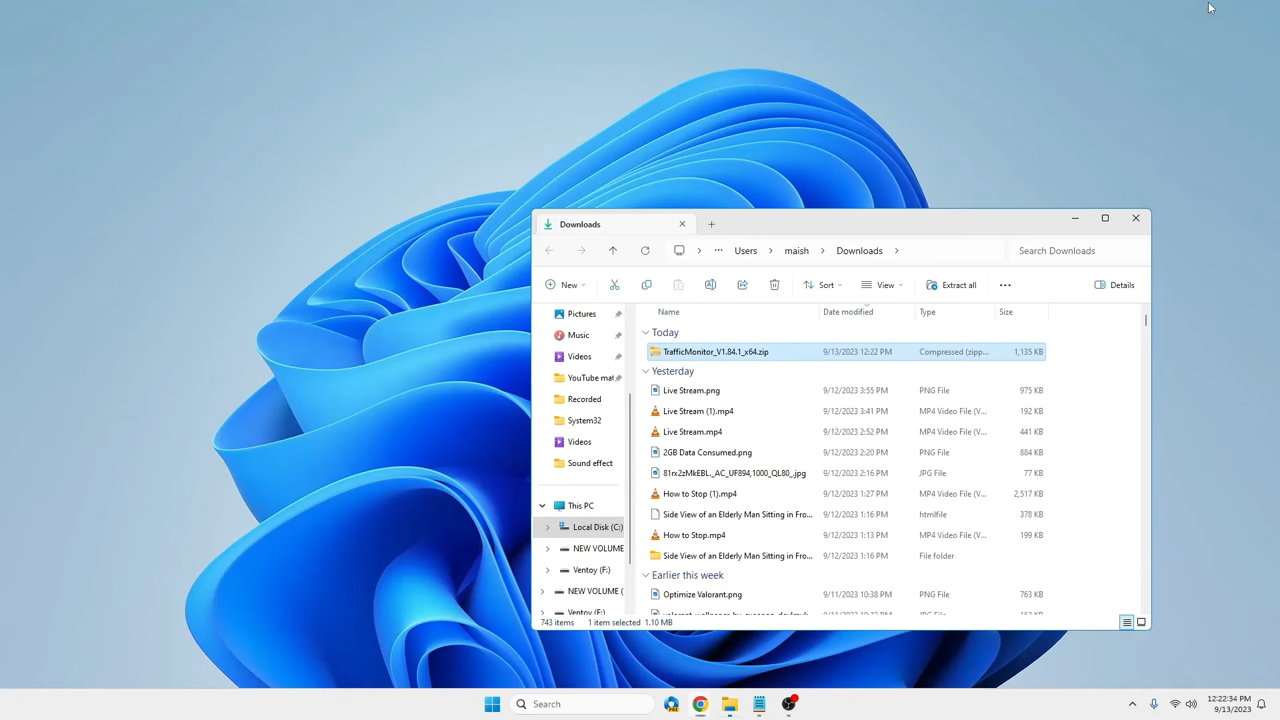 Downloads
Users
maish
Downloads
Search Downloads
New
Sort
View
Extract all
Details
Pictures
Music
Videos
YouTube mat
Recorded
System32
Videos
Sound effect
This PC
Local Disk (C:)
NEW VOLUME
Ventoy (F:)
NEW VOLUME (
Ventoy (F:)
Name Date modified Type Size
Today
TrafficMonitor_V1.84.1_x64.zip 9/13/2023 12:22 PM Compressed (zipp... 1,135 KB
Yesterday
Live Stream.png 9/12/2023 3:55 PM PNG File 975 KB
Live Stream (1).mp4 9/12/2023 3:41 PM MP4 Video File (V... 192 KB
Live Stream.mp4 9/12/2023 2:52 PM MP4 Video File (V... 441 KB
2GB Data Consumed.png 9/12/2023 2:20 PM PNG File 884 KB
81rx2zMkEBL._AC_UF894,1000_QL80_.jpg 9/12/2023 2:16 PM JPG File 77 KB
How to Stop (1).mp4 9/12/2023 1:27 PM MP4 Video File (V... 2,517 KB
Side View of an Elderly Man Sitting in Fro... 9/12/2023 1:16 PM htmlfile 378 KB
How to Stop.mp4 9/12/2023 1:13 PM MP4 Video File (V... 199 KB
Side View of an Elderly Man Sitting in Fro... 9/12/2023 1:16 PM File folder
Earlier this week
Optimize Valorant.png 9/11/2023 10:38 PM PNG File 763 KB
743 items 1 item selected 1.10 MB
Search
12:22:34 PM
9/13/2023